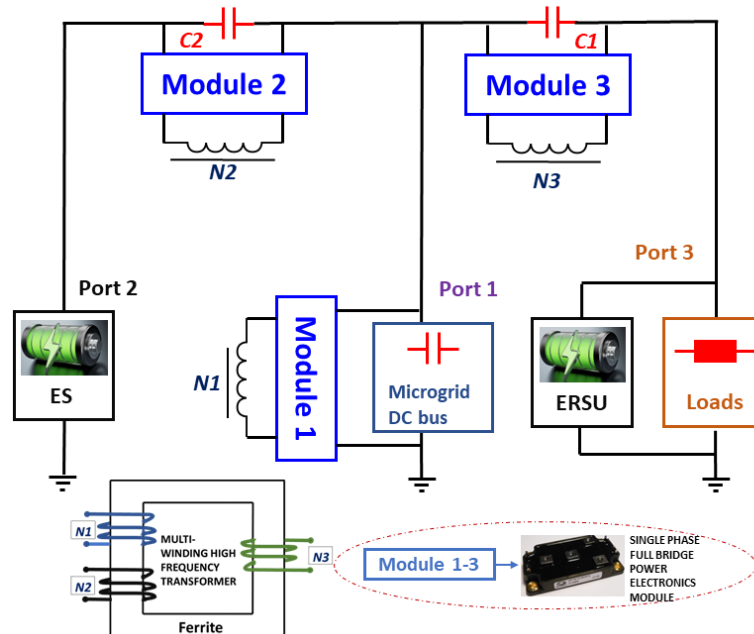 C2
C1
Module 2
Module 3
N2
N3
Port 3
Port 2
Port 1
Module 1
N1
ES
Microgrid
DC bus
ERSU
Loads
N1
MULTI-
WINDING HIGH
FREQUENCY
TRANSFORMER
N2
N3
Ferrite
Module 1-3
SINGLE PHASE
FULL BRIDGE
POWER
ELECTRONICS
MODULE